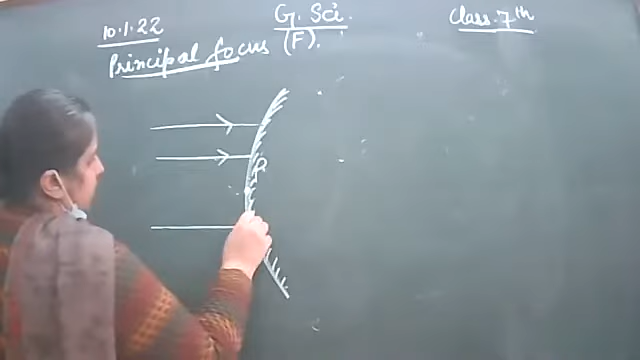 10.1.22
G. Sci.
Class. 7th
Principal focus (F).
P